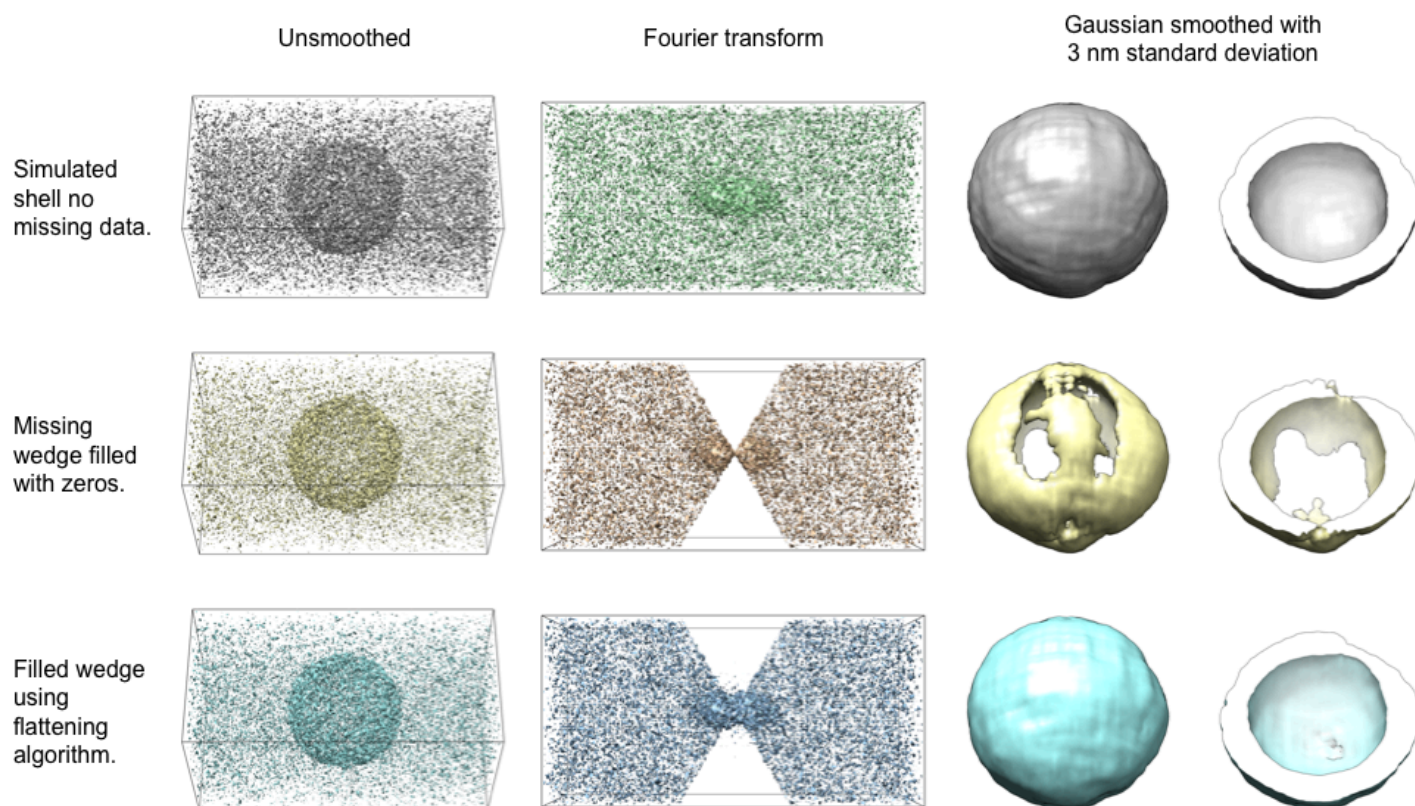 Unsmoothed
Fourier transform
Gaussian smoothed with
3 nm standard deviation
Simulated
shell no
missing data.
Missing
wedge filled
with zeros.
Filled wedge
using
flattening
algorithm.